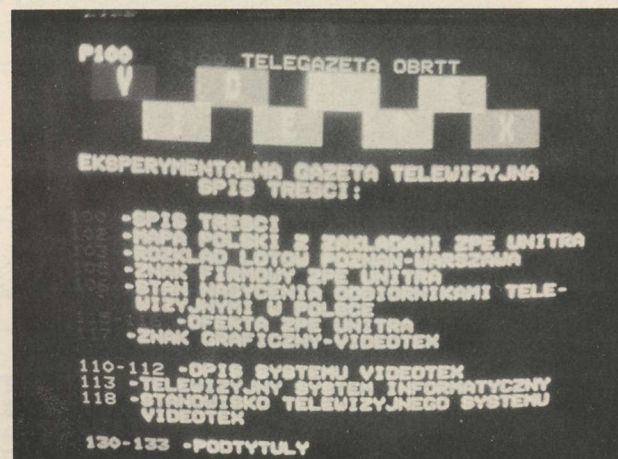 P100 TELEGAZETA OBRTT
V D
I E X
EKSPERYMENTALNA GAZETA TELEWIZYJNA
SPIS TRESCI:
-SPIS TRESCI
-MAPA POLSKI Z ZAKLADAMI ZPE UNITRA
-ROZKLAD LOTOW POZNAN-WARSZAWA
-ZNAK FIRMOWY ZPE UNITRA
-STAN NASYCENIA ODBIORNIKAMI TELE-
WIZYJNYMI W POLSCE
-OFERTA ZPE UNITRA
-ZNAK GRAFICZNY-VIDEOTEX
110-112 -OPIS SYSTEMU VIDEOTEX
113 -TELEWIZYJNY SYSTEM INFORMATYCZNY
118 -STANOWISKO TELEWIZYJNEGO SYSTEMU
VIDEOTEX
130-133 -PODTYTULY